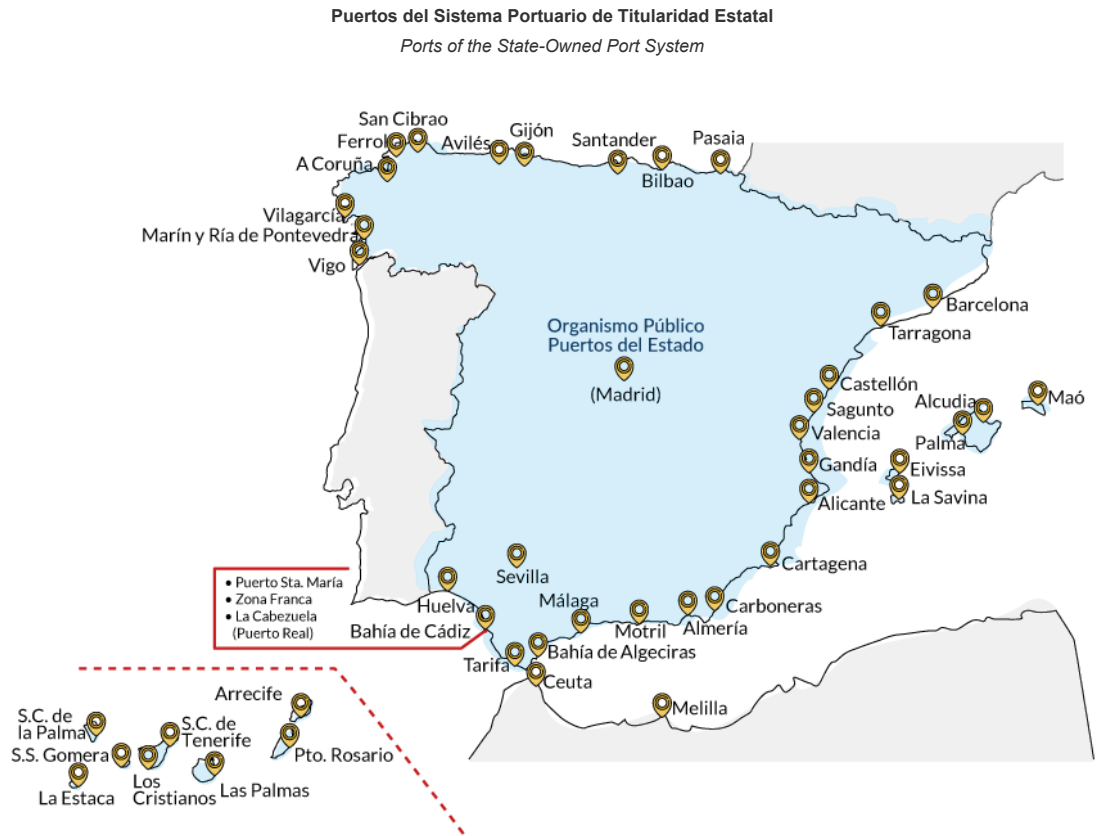 Puertos del Sistema Portuario de Titularidad Estatal
Ports of the State-Owned Port System
San Cibrao
Ferrol
A Coruña
Avilés
Gijón
Santander
Bilbao
Pasaia
Vilagarcía
Marín y Ría de Pontevedra
Vigo
Organismo Público
Puertos del Estado
(Madrid)
Barcelona
Tarragona
Castellón
Sagunto
Valencia
Gandía
Alicante
Alcudia
Palma
Maó
Eivissa
La Savina
Cartagena
Carboneras
Almería
Motril
Málaga
Sevilla
Huelva
Bahía de Cádiz
• Puerto Sta. María
• Zona Franca
• La Cabezuela
(Puerto Real)
Tarifa
Bahía de Algeciras
Ceuta
Melilla
Arrecife
Pto. Rosario
S.C. de
la Palma
S.C. de
Tenerife
S.S. Gomera
La Estaca
Los
Cristianos
Las Palmas